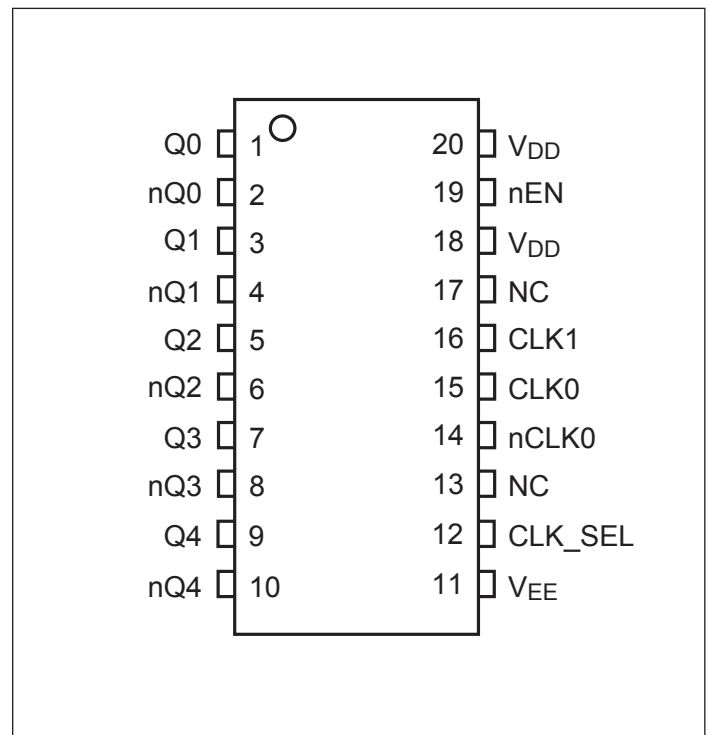 Q0 1 20 VDD
nQ0 2 19 nEN
Q1 3 18 VDD
nQ1 4 17 NC
Q2 5 16 CLK1
nQ2 6 15 CLK0
Q3 7 14 nCLK0
nQ3 8 13 NC
Q4 9 12 CLK_SEL
nQ4 10 11 VEE